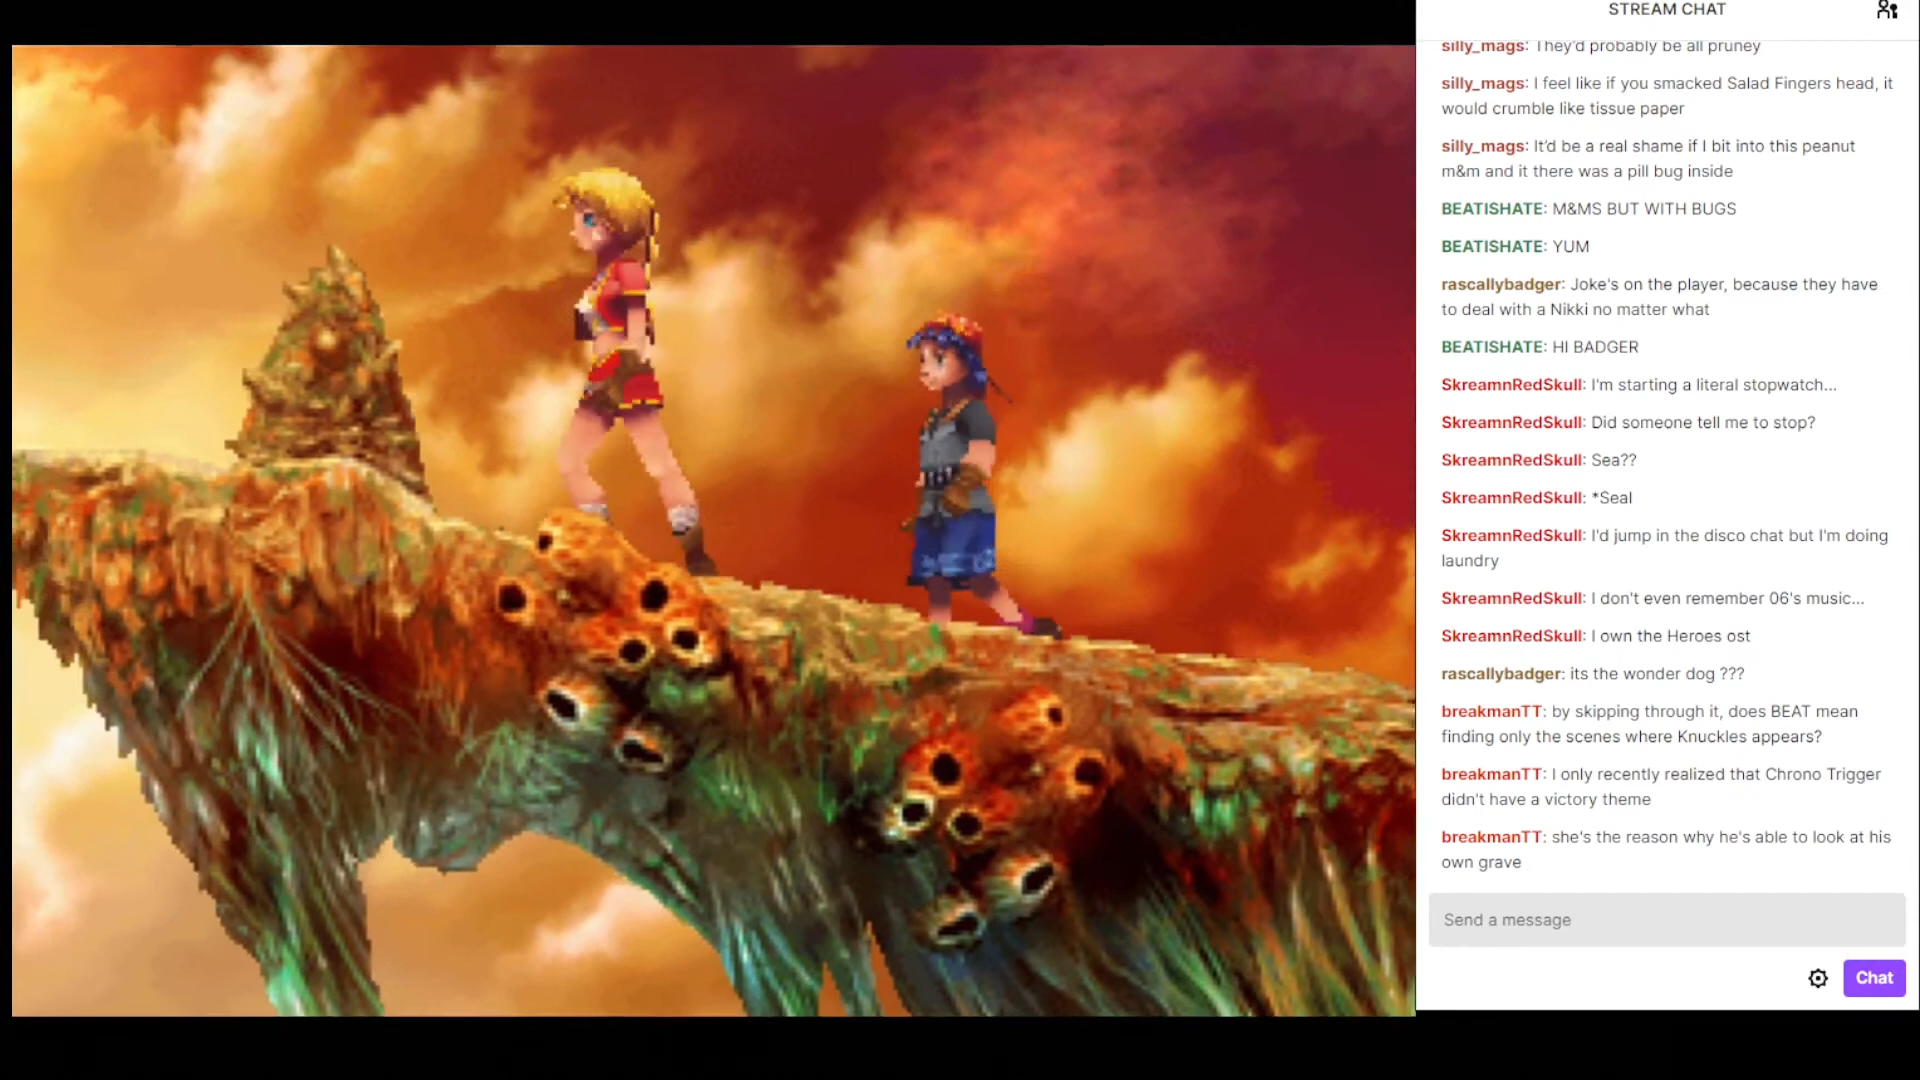 STREAM CHAT
silly_mags: They'd probably be all pruney
silly_mags: I feel like if you smacked Salad Fingers head, it
would crumble like tissue paper
silly_mags: It'd be a real shame if I bit into this peanut
m&m and it there was a pill bug inside
BEATISHATE: M&MS BUT WITH BUGS
BEATISHATE: YUM
rascallybadger: Joke's on the player, because they have
to deal with a Nikki no matter what
BEATISHATE: HI BADGER
SkreamnRedSkull: I'm starting a literal stopwatch...
SkreamnRedSkull: Did someone tell me to stop?
SkreamnRedSkull: Sea??
SkreamnRedSkull: *Seal
SkreamnRedSkull: I'd jump in the disco chat but I'm doing
laundry
SkreamnRedSkull: I don't even remember 06's music...
SkreamnRedSkull: I own the Heroes ost
rascallybadger: its the wonder dog ???
breakmanTT: by skipping through it, does BEAT mean
finding only the scenes where Knuckles appears?
breakmanTT: I only recently realized that Chrono Trigger
didn't have a victory theme
breakmanTT: she's the reason why he's able to look at his
own grave
Send a message
Chat